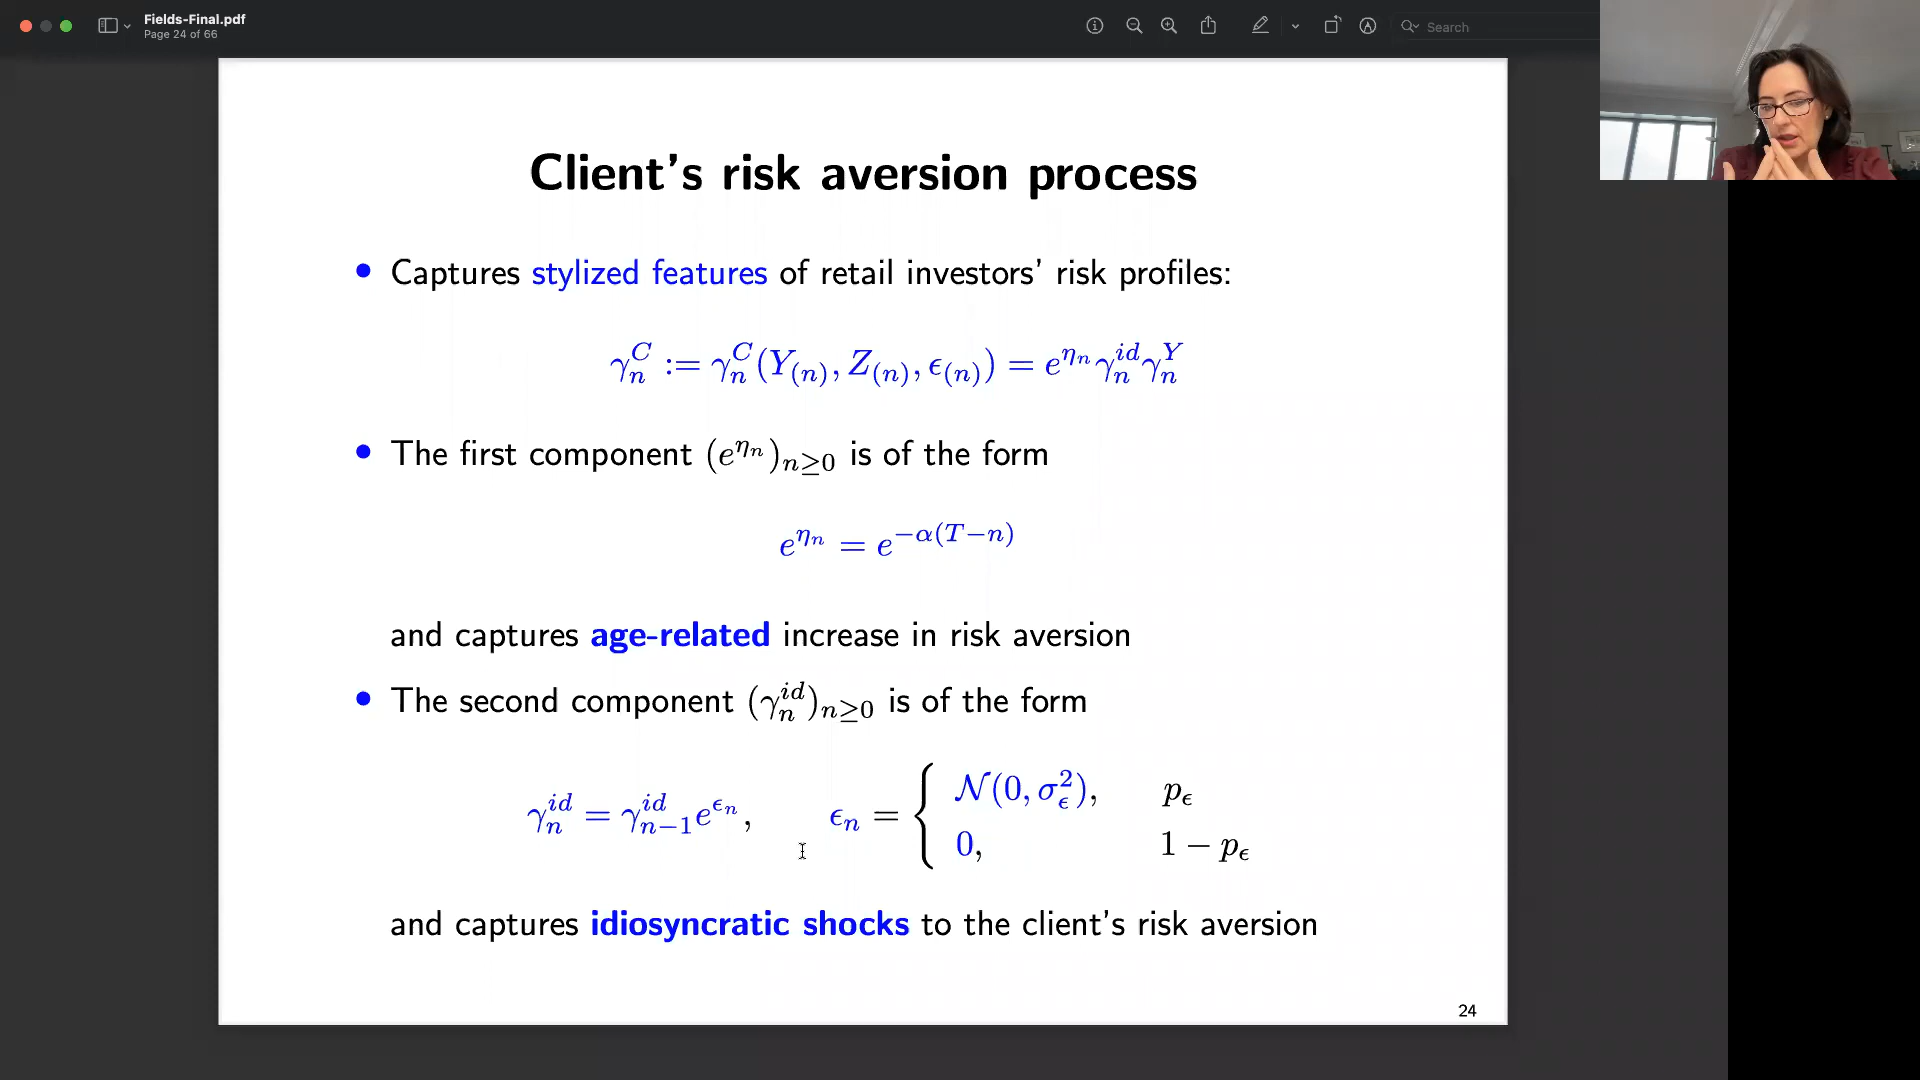 Fields-Final.pdf
Page 24 of 66
Search
Client's risk aversion process
• Captures stylized features of retail investors' risk profiles:
γ_n^C := γ_n^C(Y_(n), Z_(n), ϵ_(n)) = e^{η_n} γ_n^{id} γ_n^Y
• The first component (e^{η_n})_{n≥0} is of the form
e^{η_n} = e^{−α(T−n)}
and captures age-related increase in risk aversion
• The second component (γ_n^{id})_{n≥0} is of the form
γ_n^{id} = γ_{n−1}^{id} e^{ϵ_n}, ϵ_n = { 𝒩(0, σ_ϵ^2), p_ϵ
0, 1 − p_ϵ
and captures idiosyncratic shocks to the client's risk aversion
24